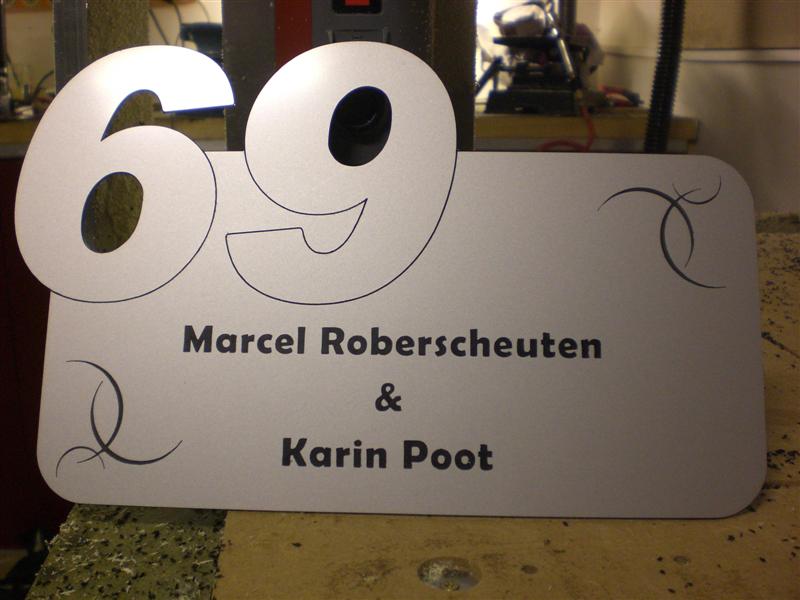 69
Marcel Roberscheuten
&
Karin Poot